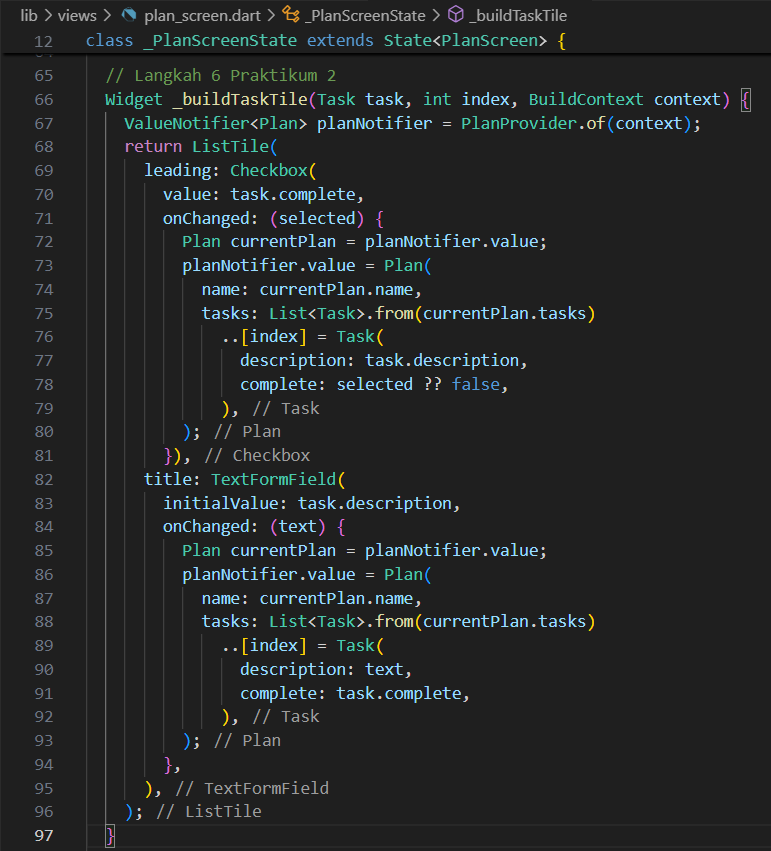 lib > views > plan_screen.dart > _PlanScreenState > _buildTaskTile
12 class _PlanScreenState extends State<PlanScreen> {
65 // Langkah 6 Praktikum 2
66 Widget _buildTaskTile(Task task, int index, BuildContext context) {
67 ValueNotifier<Plan> planNotifier = PlanProvider.of(context);
68 return ListTile(
69 leading: Checkbox(
70 value: task.complete,
71 onChanged: (selected) {
72 Plan currentPlan = planNotifier.value;
73 planNotifier.value = Plan(
74 name: currentPlan.name,
75 tasks: List<Task>.from(currentPlan.tasks)
76 ..[index] = Task(
77 description: task.description,
78 complete: selected ?? false,
79 ), // Task
80 ); // Plan
81 }), // Checkbox
82 title: TextFormField(
83 initialValue: task.description,
84 onChanged: (text) {
85 Plan currentPlan = planNotifier.value;
86 planNotifier.value = Plan(
87 name: currentPlan.name,
88 tasks: List<Task>.from(currentPlan.tasks)
89 ..[index] = Task(
90 description: text,
91 complete: task.complete,
92 ), // Task
93 ); // Plan
94 },
95 ), // TextFormField
96 ); // ListTile
97 }